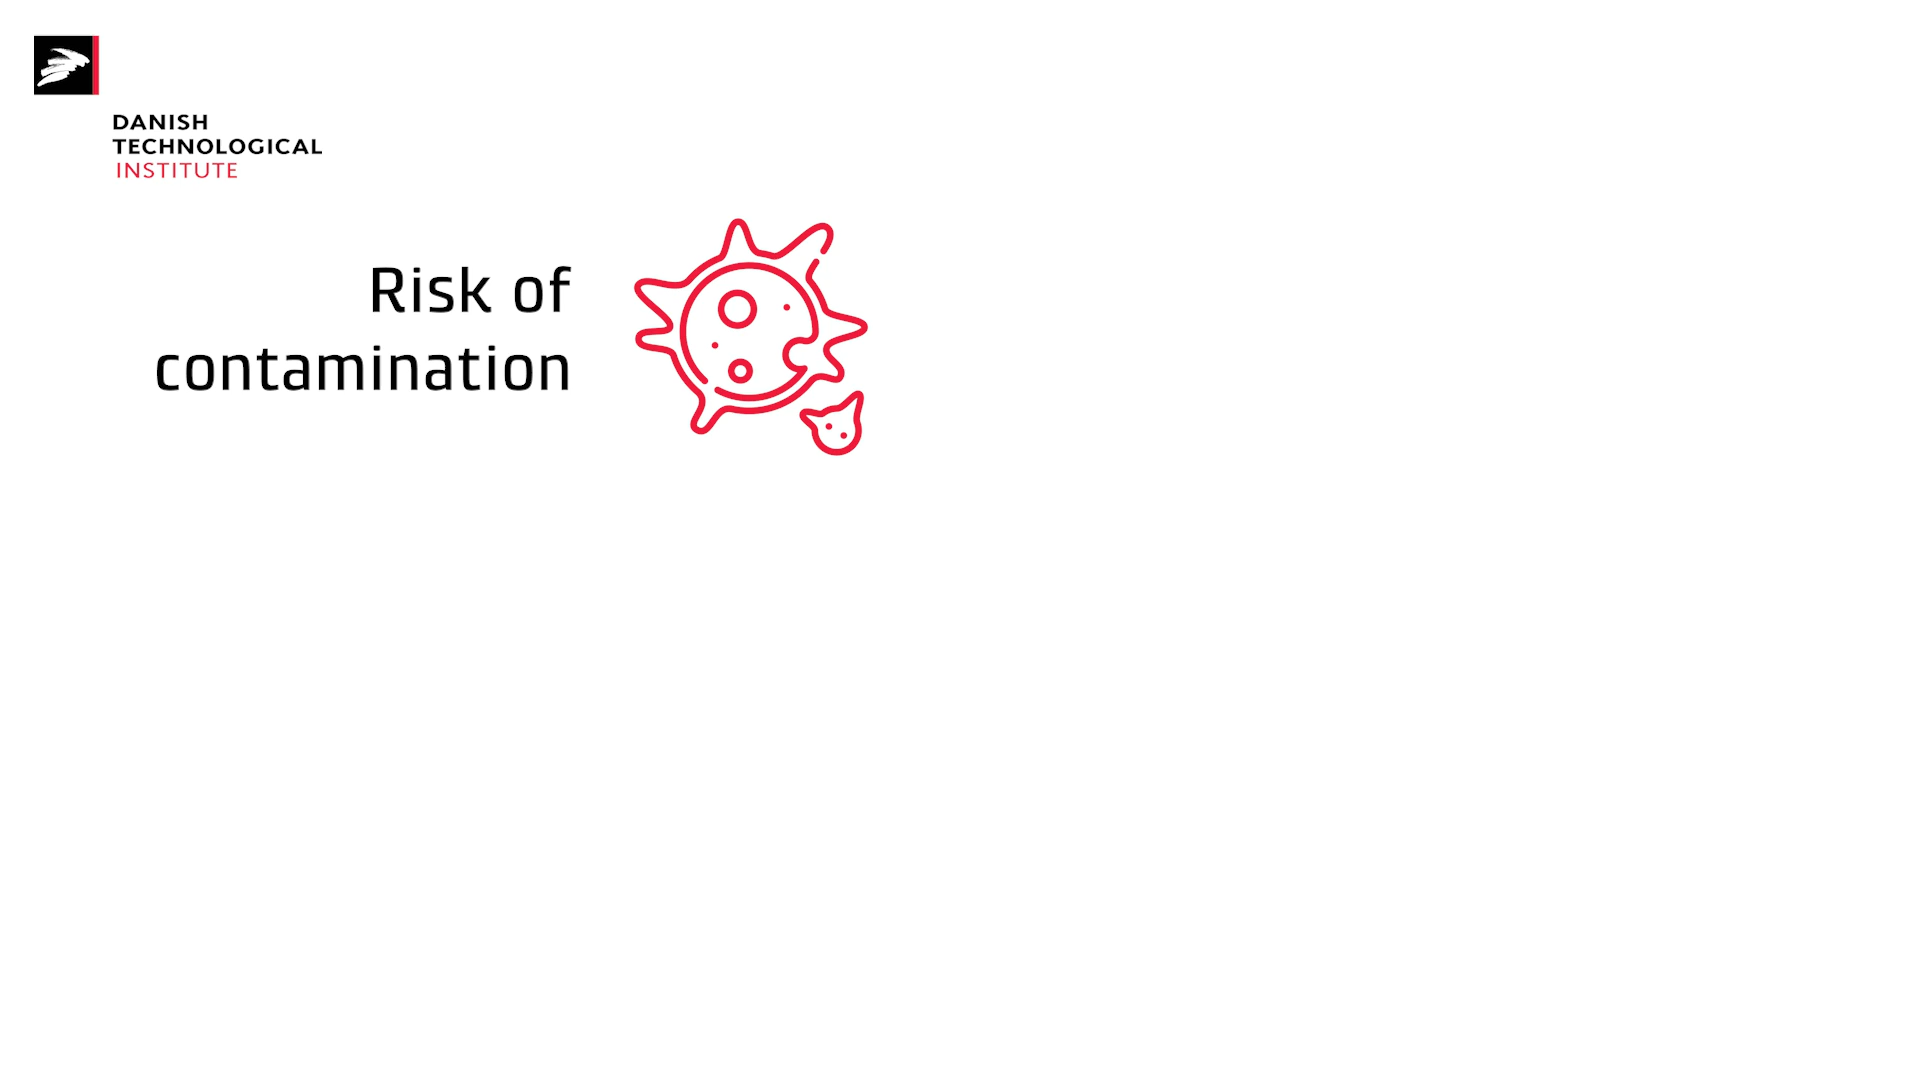 DANISH
TECHNOLOGICAL
INSTITUTE
Risk of
contamination